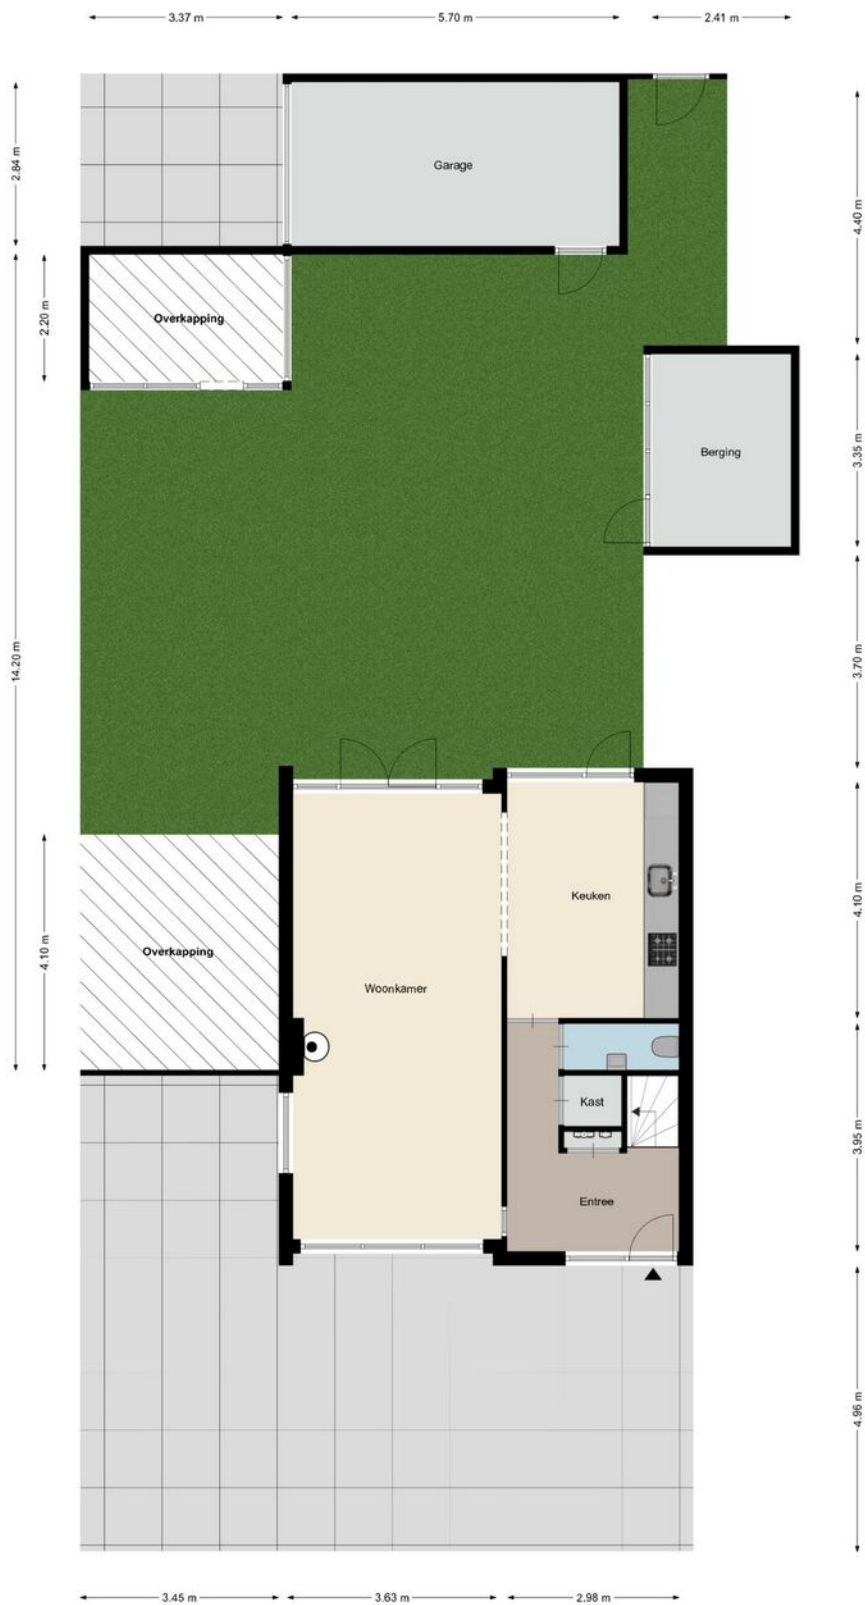 3.37 m
5.70 m
2.41 m
2.84 m
Garage
4.40 m
2.20 m
Overkapping
3.35 m
Berging
14.20 m
3.70 m
4.10 m
Keuken
4.10 m
Overkapping
Woonkamer
Kast
3.95 m
Entree
4.96 m
3.45 m
3.63 m
2.98 m